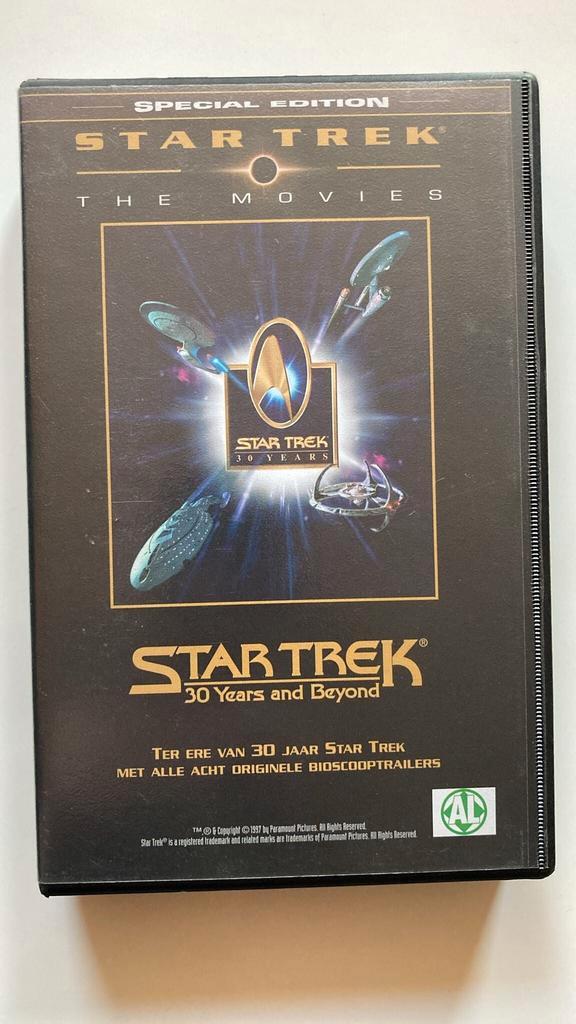 SPECIAL EDITION
STAR TREK®
THE MOVIES
STAR TREK
30 YEARS
STAR TREK®
30 Years and Beyond
TER ERE VAN 30 JAAR STAR TREK
MET ALLE ACHT ORIGINELE BIOSCOOPTRAILERS
AL
TM ® & Copyright © 1997 by Paramount Pictures. All Rights Reserved.
Star Trek® is a registered trademark and related marks are trademarks of Paramount Pictures. All Rights Reserved.